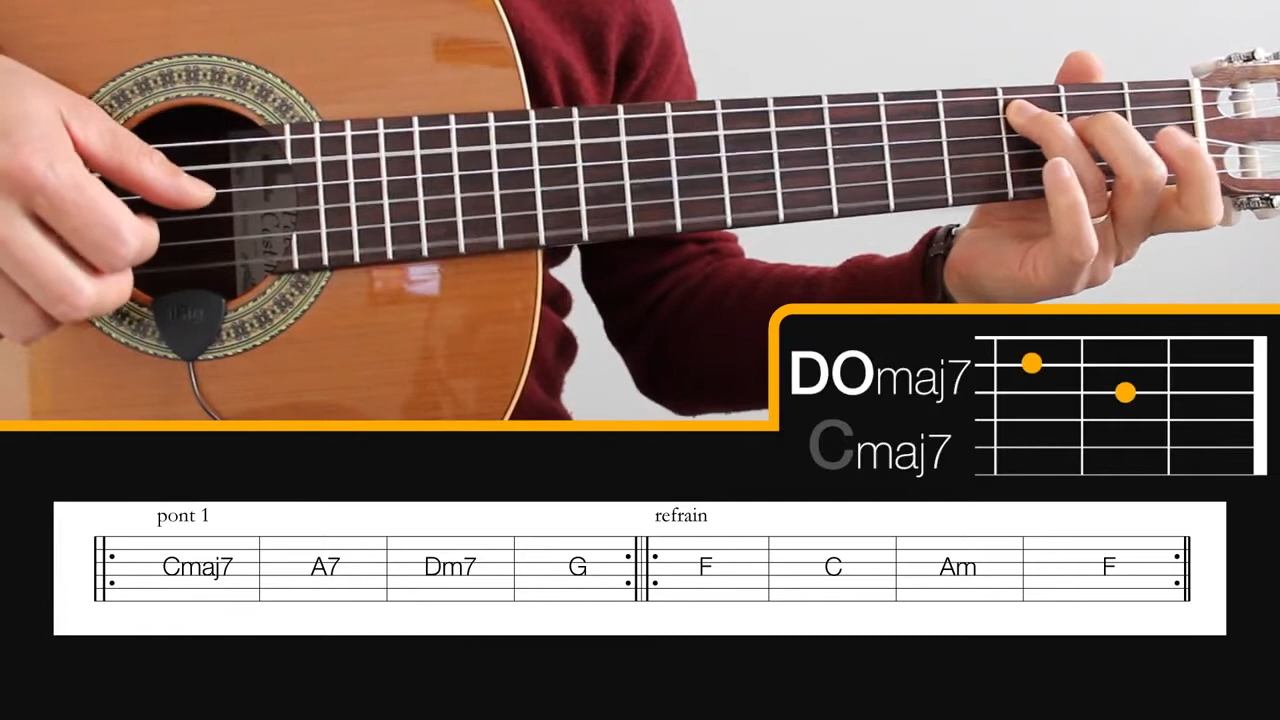 DOmaj7
Cmaj7
pont 1
refrain
Cmaj7 A7 Dm7 G F C Am F